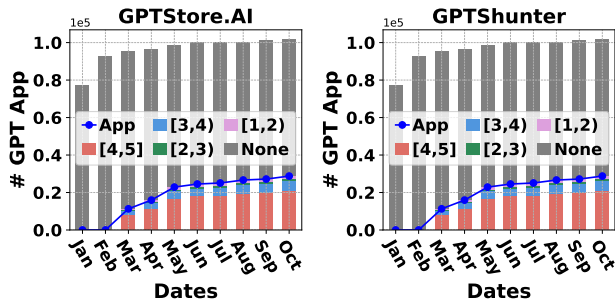 GPTStore.AI
1e5
# GPT App
1.0
0.8
0.6
0.4
0.2
0.0
App
[4,5]
[3,4)
[2,3)
[1,2)
None
Jan
Feb
Mar
Apr
May
Jun
Jul
Aug
Sep
Oct
Dates
GPTShunter
1e5
# GPT App
1.0
0.8
0.6
0.4
0.2
0.0
App
[4,5]
[3,4)
[2,3)
[1,2)
None
Jan
Feb
Mar
Apr
May
Jun
Jul
Aug
Sep
Oct
Dates